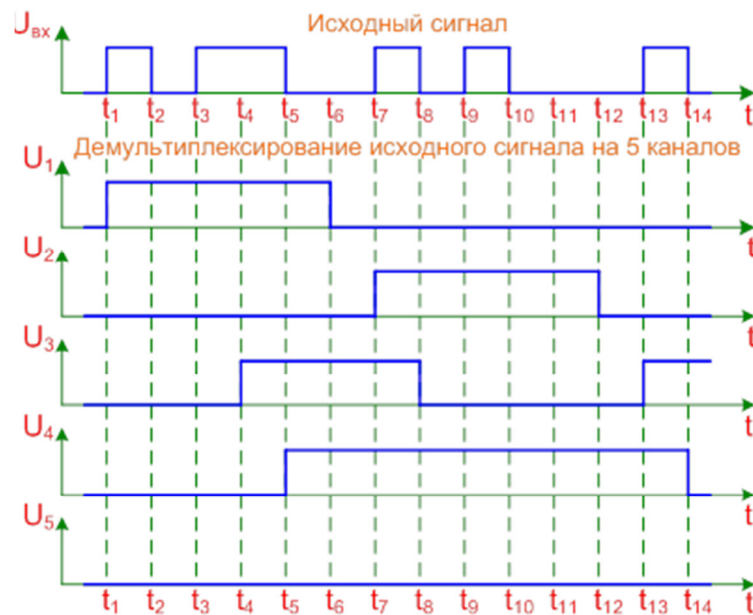 Исходный сигнал
Uвх
t1 t2 t3 t4 t5 t6 t7 t8 t9 t10 t11 t12 t13 t14 t
Демультиплексирование исходного сигнала на 5 каналов
U1
t
U2
t
U3
t
U4
t
U5
t1 t2 t3 t4 t5 t6 t7 t8 t9 t10 t11 t12 t13 t14 t